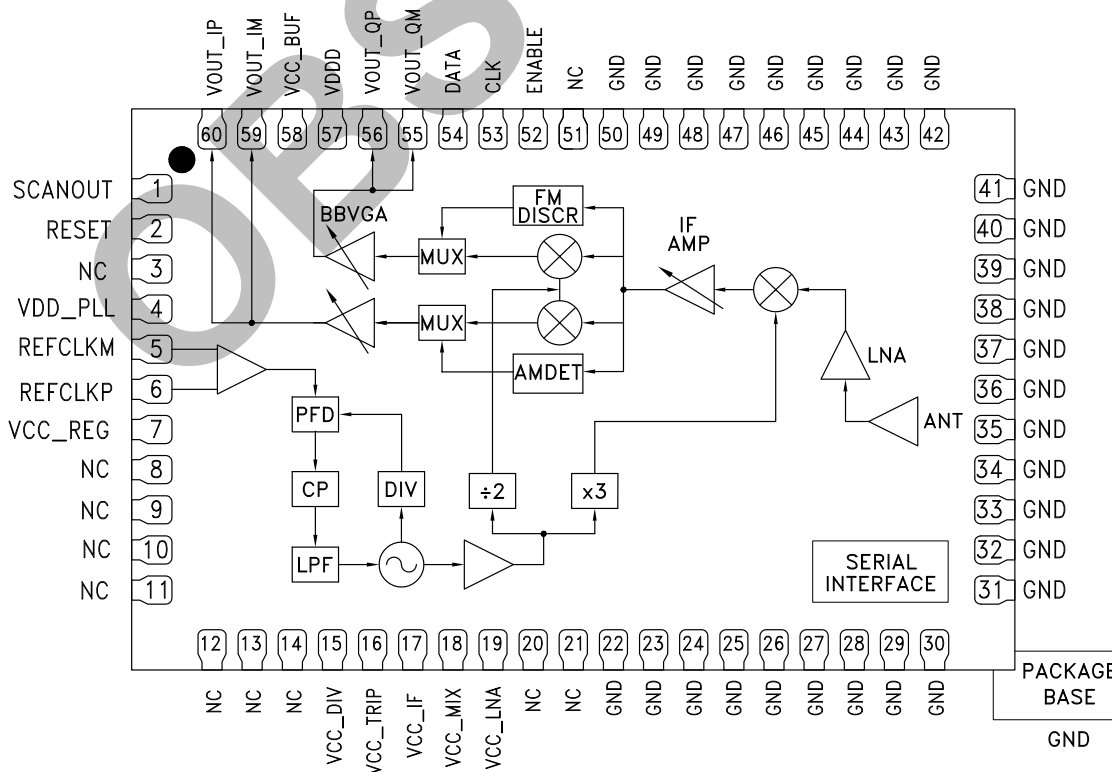 OBS
VOUT_IP
VOUT_IM
VCC_BUF
VDDD
VOUT_QP
VOUT_QM
DATA
CLK
ENABLE
NC
GND
GND
GND
GND
GND
GND
GND
GND
GND
60 59 58 57 56 55 54 53 52 51 50 49 48 47 46 45 44 43 42
SCANOUT 1
RESET 2
NC 3
VDD_PLL 4
REFCLKM 5
REFCLKP 6
VCC_REG 7
NC 8
NC 9
NC 10
NC 11
41 GND
40 GND
39 GND
38 GND
37 GND
36 GND
35 GND
34 GND
33 GND
32 GND
31 GND
BBVGA
FM
DISCR
MUX
IF
AMP
MUX
AMDET
LNA
ANT
PFD
CP
DIV
÷2
x3
LPF
SERIAL
INTERFACE
12 13 14 15 16 17 18 19 20 21 22 23 24 25 26 27 28 29 30
NC
NC
NC
VCC_DIV
VCC_TRIP
VCC_IF
VCC_MIX
VCC_LNA
NC
NC
GND
GND
GND
GND
GND
GND
GND
GND
GND
PACKAGE
BASE
GND